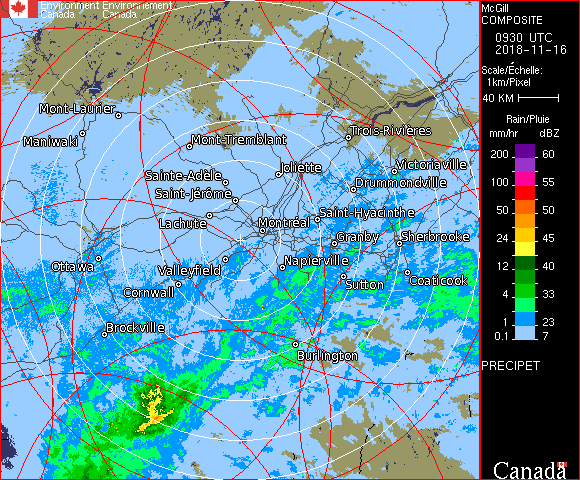 Environment Environnement
Canada Canada
McGill
COMPOSITE
0930 UTC
2018-11-16
Scale/Échelle:
1km/Pixel
40 KM
Rain/Pluie
mm/hr dBZ
200 60
100 55
50 50
24 45
12 40
4 33
1 23
0.1 7
PRECIPET
Canada
Mont-Laurier
Maniwaki
Mont-Tremblant
Trois-Rivières
Joliette
Victoriaville
Sainte-Adèle
Drummondville
Saint-Jérôme
Saint-Hyacinthe
Lachute
Montréal
Granby
Sherbrooke
Ottawa
Valleyfield
Napierville
Cornwall
Sutton
Coaticook
Brockville
Burlington